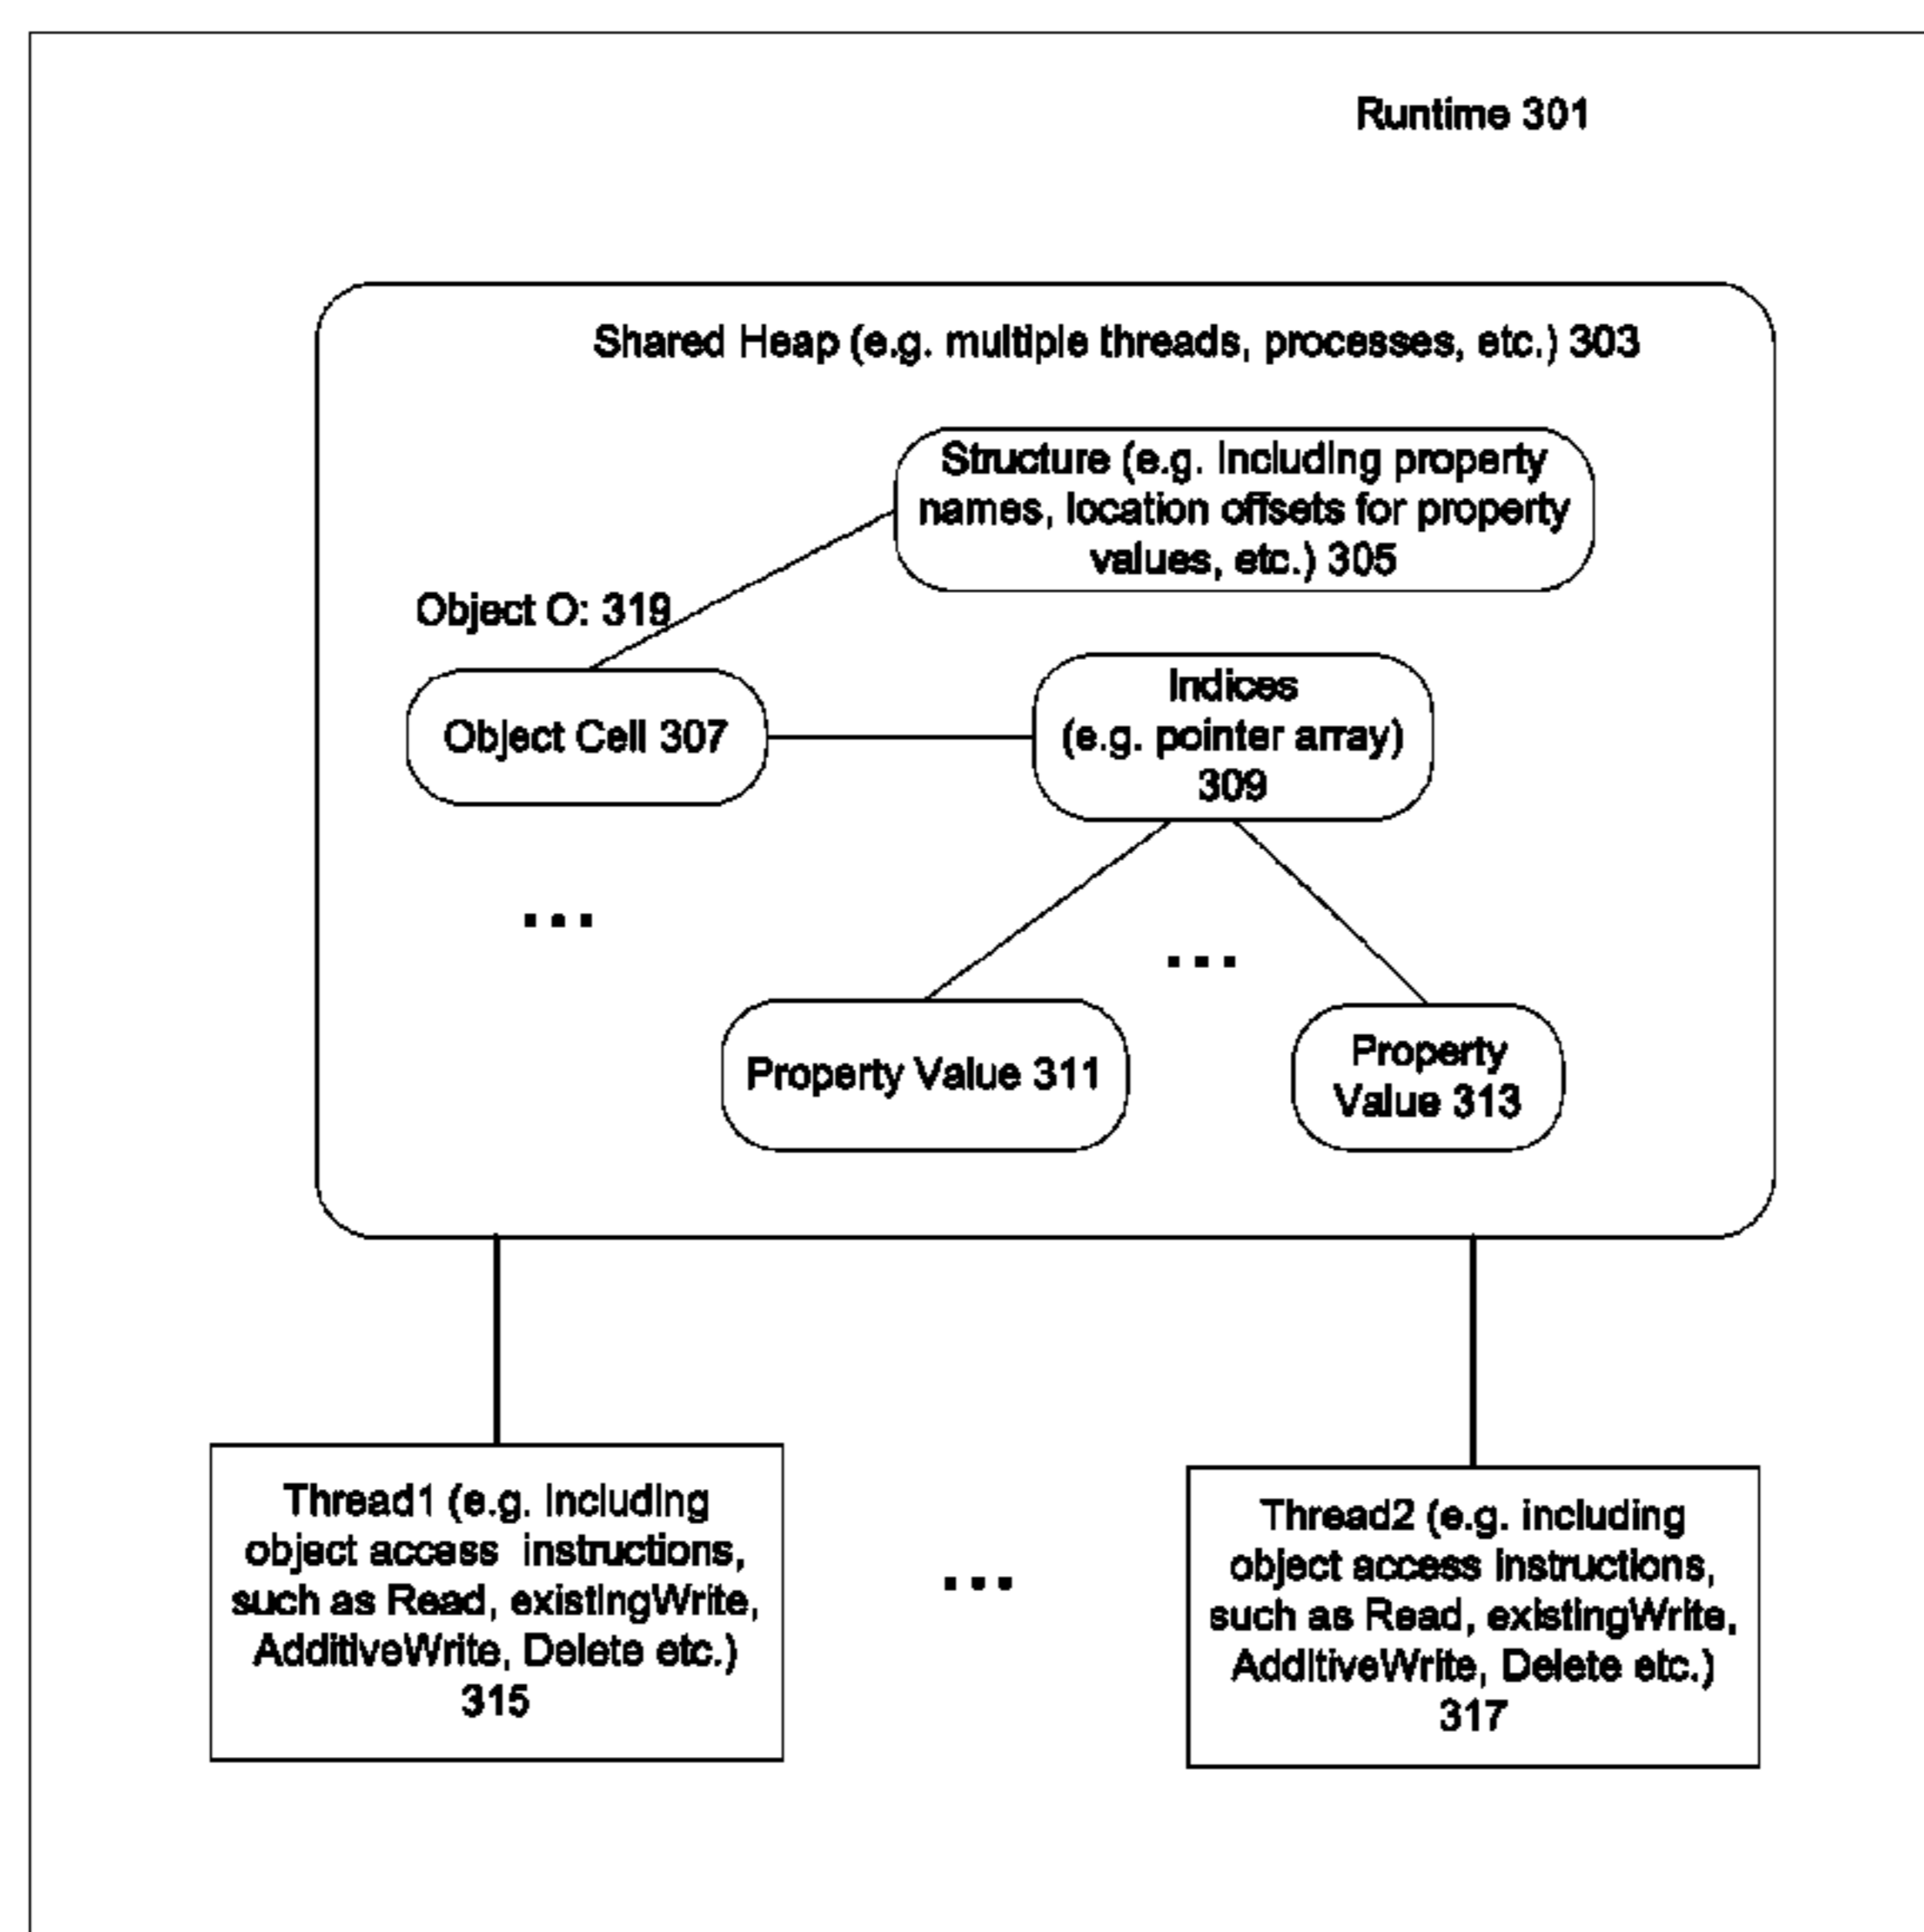 Runtime 301
Shared Heap (e.g. multiple threads, processes, etc.) 303
Structure (e.g. including property
names, location offsets for property
values, etc.) 305
Object O: 319
Object Cell 307
Indices
(e.g. pointer array)
309
...
...
Property Value 311
Property
Value 313
Thread1 (e.g. including
object access instructions,
such as Read, existingWrite,
AdditiveWrite, Delete etc.)
315
...
Thread2 (e.g. including
object access instructions,
such as Read, existingWrite,
AdditiveWrite, Delete etc.)
317